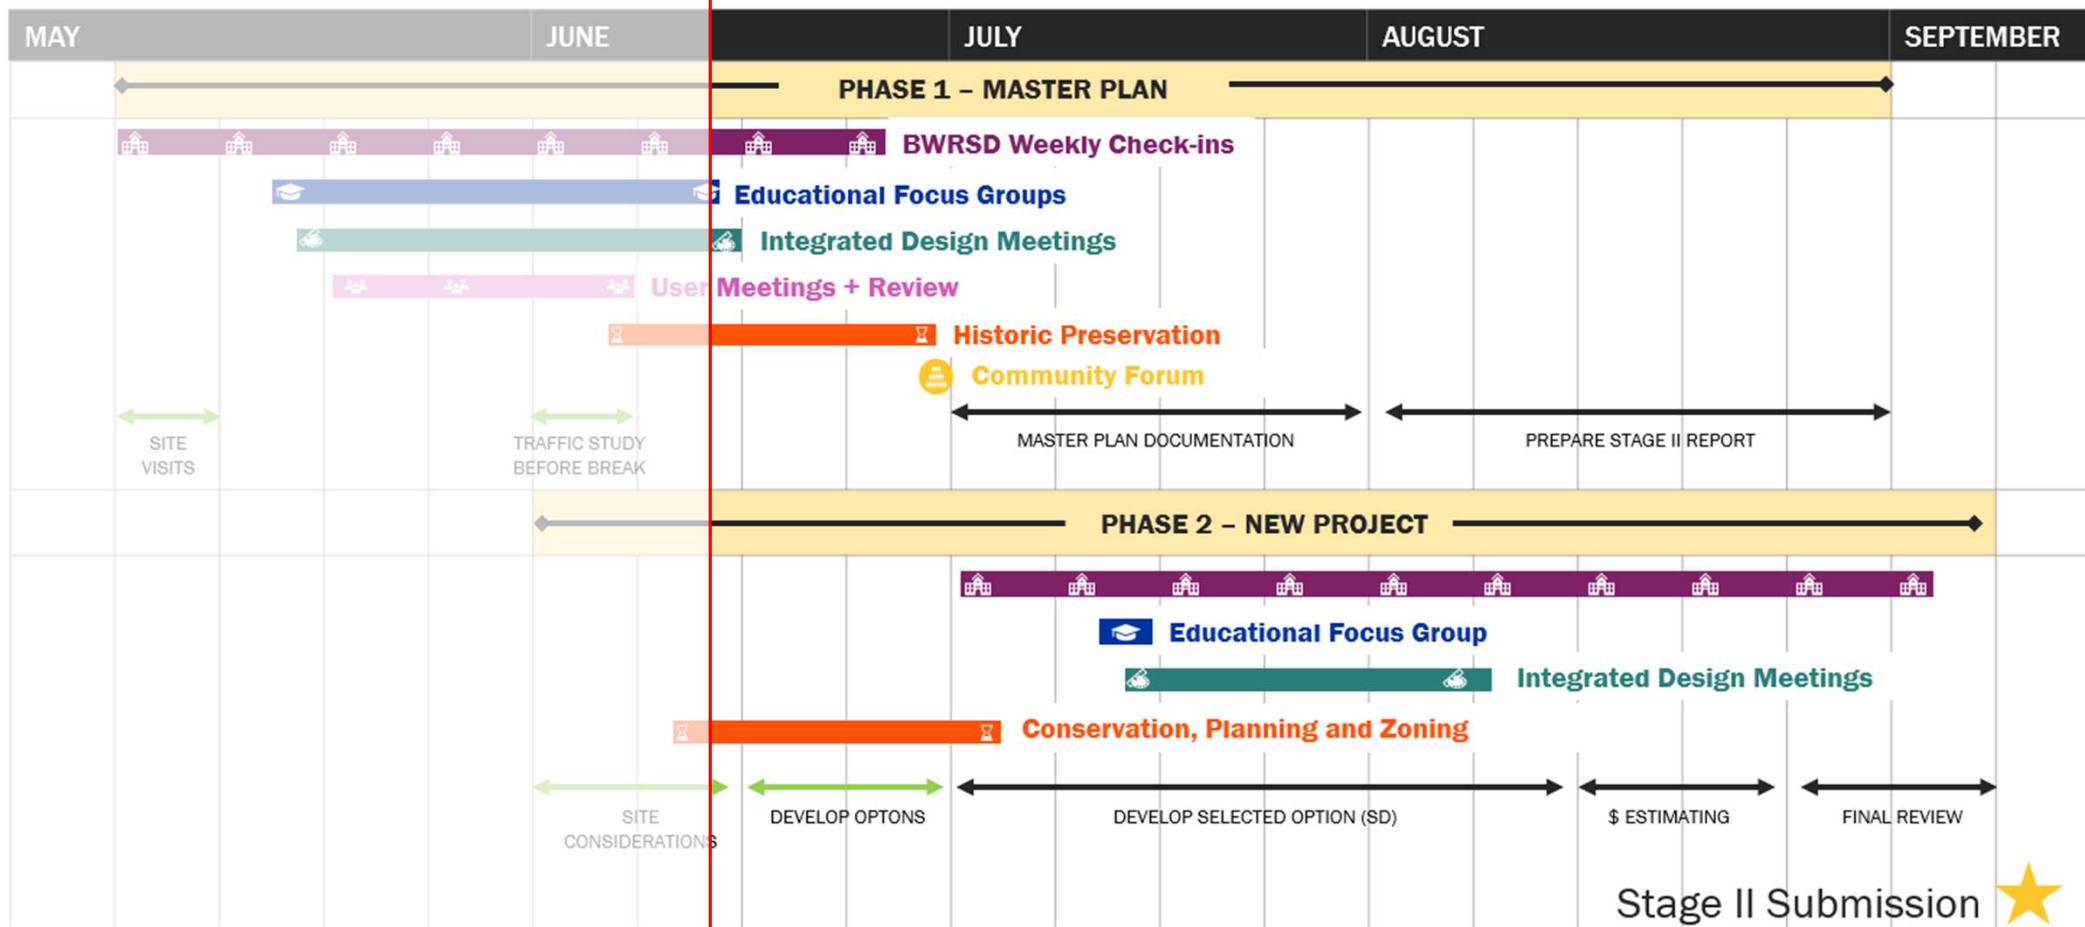 MAY JUNE JULY AUGUST SEPTEMBER
PHASE 1 – MASTER PLAN
BWRSD Weekly Check-ins
Educational Focus Groups
Integrated Design Meetings
User Meetings + Review
Historic Preservation
Community Forum
SITE
VISITS
TRAFFIC STUDY
BEFORE BREAK
MASTER PLAN DOCUMENTATION
PREPARE STAGE II REPORT
PHASE 2 – NEW PROJECT
Educational Focus Group
Integrated Design Meetings
Conservation, Planning and Zoning
SITE
CONSIDERATIONS
DEVELOP OPTONS
DEVELOP SELECTED OPTION (SD)
$ ESTIMATING
FINAL REVIEW
Stage II Submission